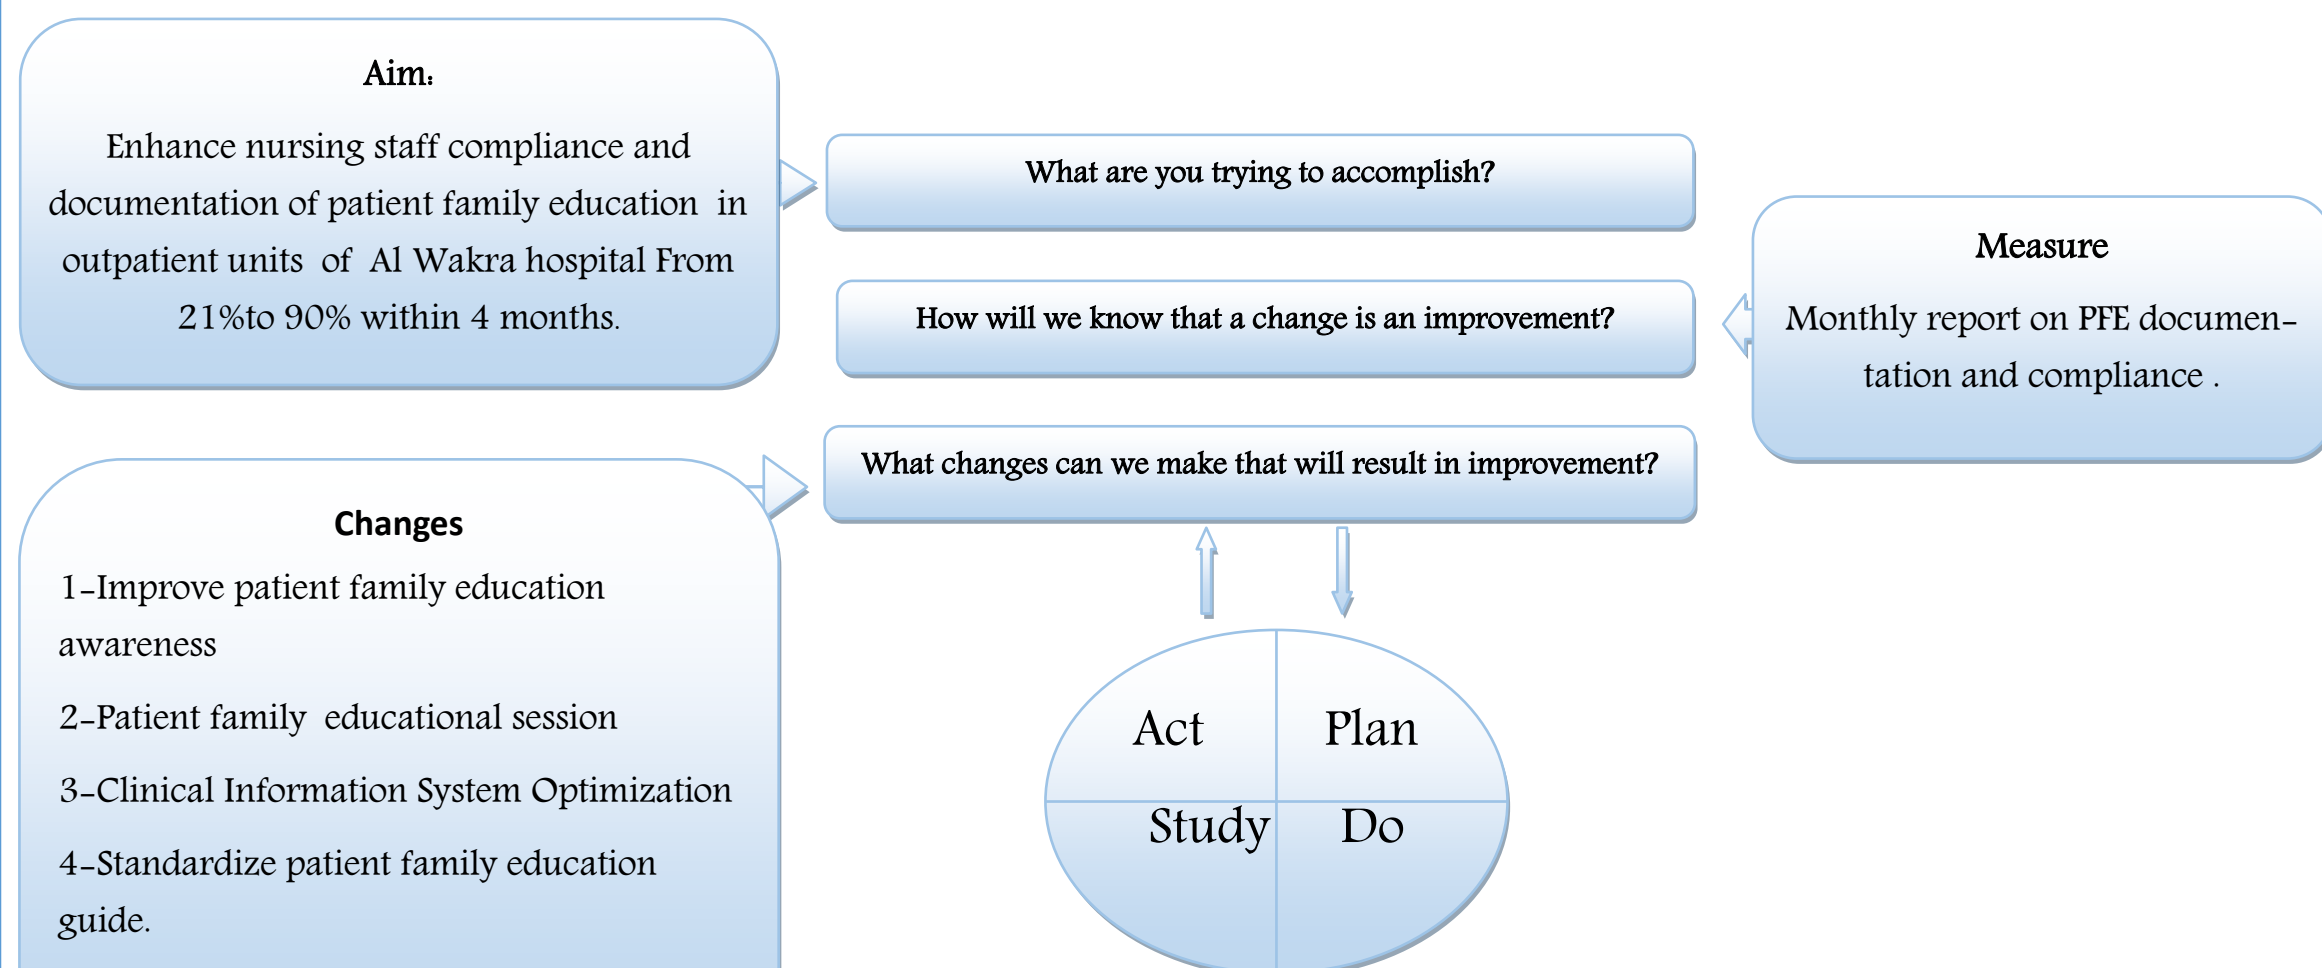 Aim:
Enhance nursing staff compliance and
documentation of patient family education in
outpatient units of Al Wakra hospital From
21%to 90% within 4 months.
What are you trying to accomplish?
How will we know that a change is an improvement?
What changes can we make that will result in improvement?
Measure
Monthly report on PFE documen-
tation and compliance .
Changes
1-Improve patient family education
awareness
2-Patient family educational session
3-Clinical Information System Optimization
4-Standardize patient family education
guide.
Act
Plan
Study
Do